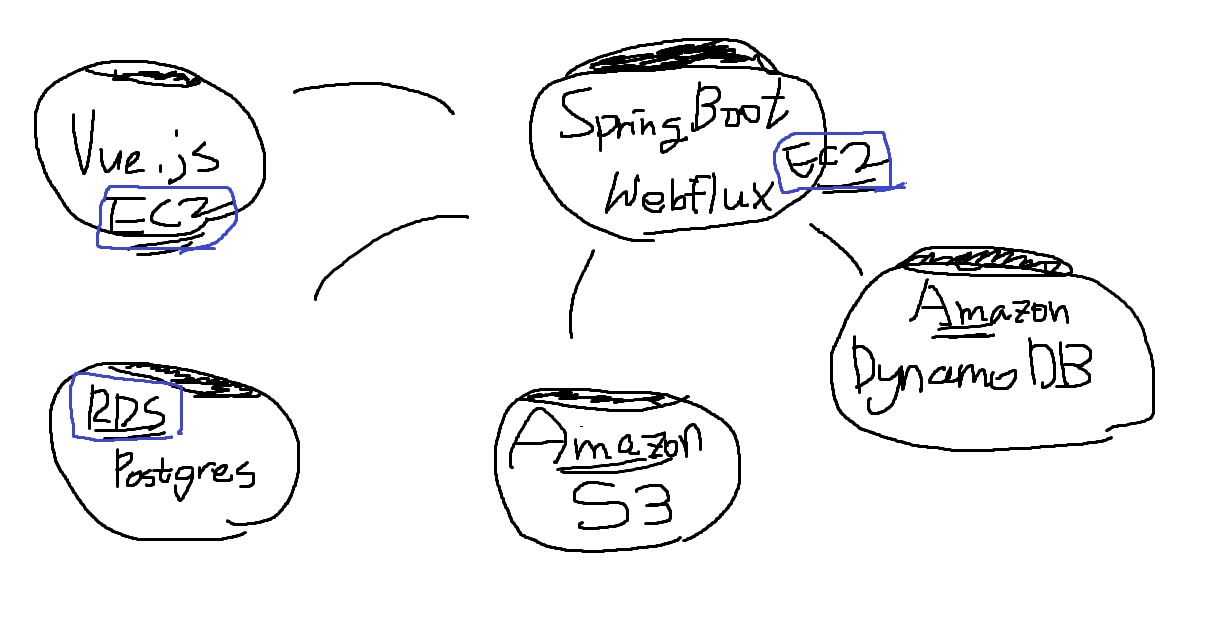 Vue.js
EC2
SpringBoot
Webflux
EC2
Amazon
DynamoDB
RDS
Postgres
Amazon
S3